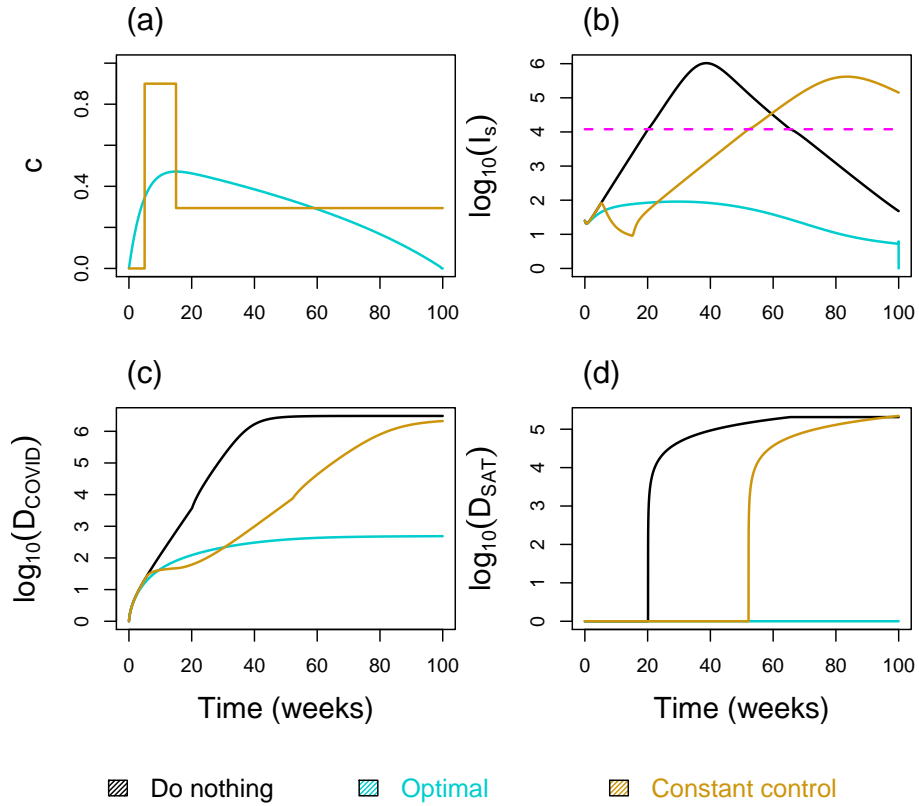 (a)
c
0.0 0.4 0.8
0 20 40 60 80 100
(b)
log10(Is)
0 1 2 3 4 5 6
0 20 40 60 80 100
(c)
log10(DCOVID)
0 1 2 3 4 5 6
0 20 40 60 80 100
Time (weeks)
(d)
log10(DSAT)
0 1 2 3 4 5
0 20 40 60 80 100
Time (weeks)
Do nothing
Optimal
Constant control